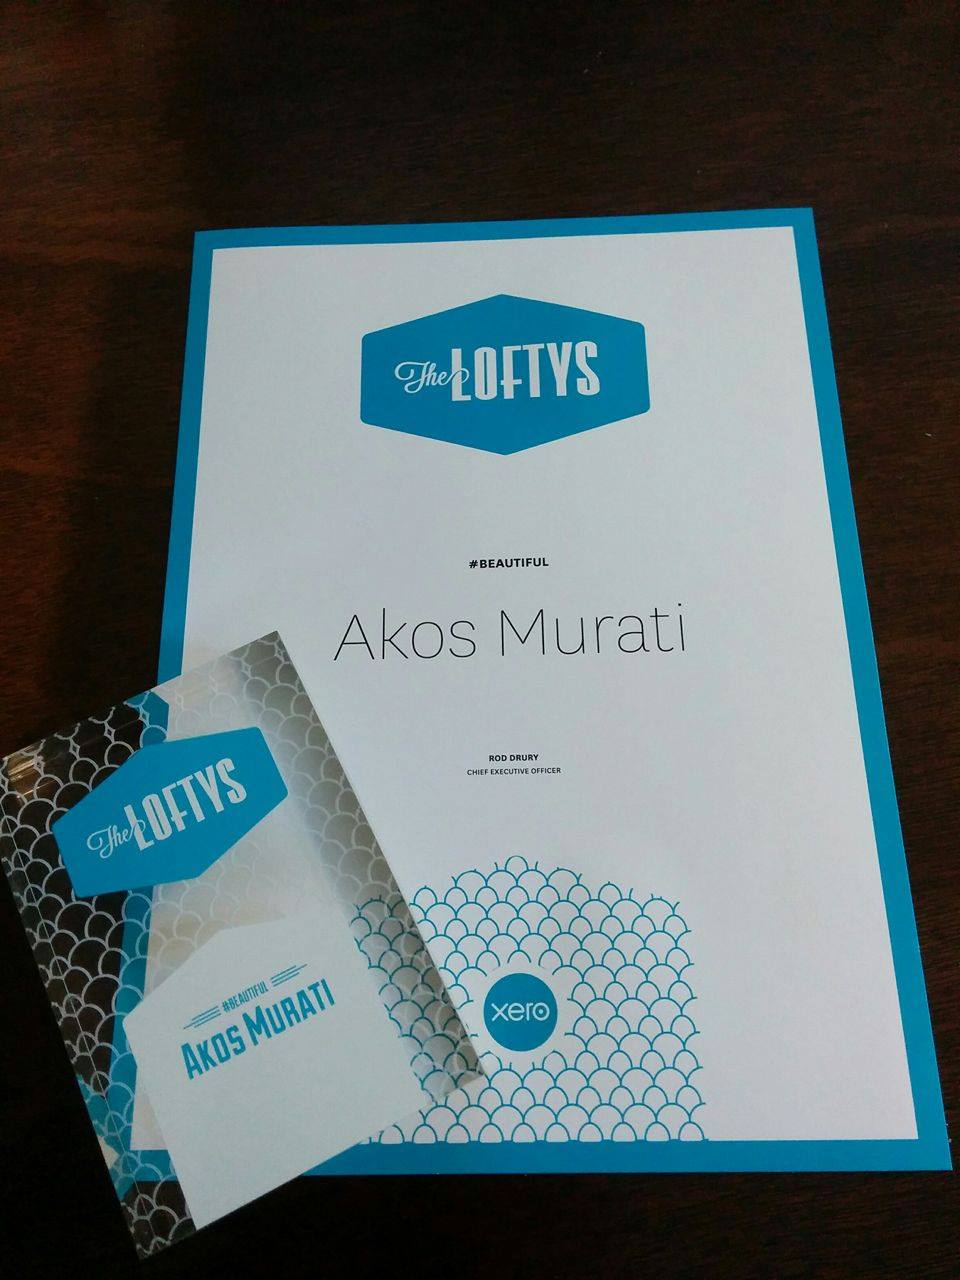 The LOFTYS
#BEAUTIFUL
Akos Murati
ROD DRURY
CHIEF EXECUTIVE OFFICER
xero
The LOFTYS
#BEAUTIFUL
AKOS MURATI